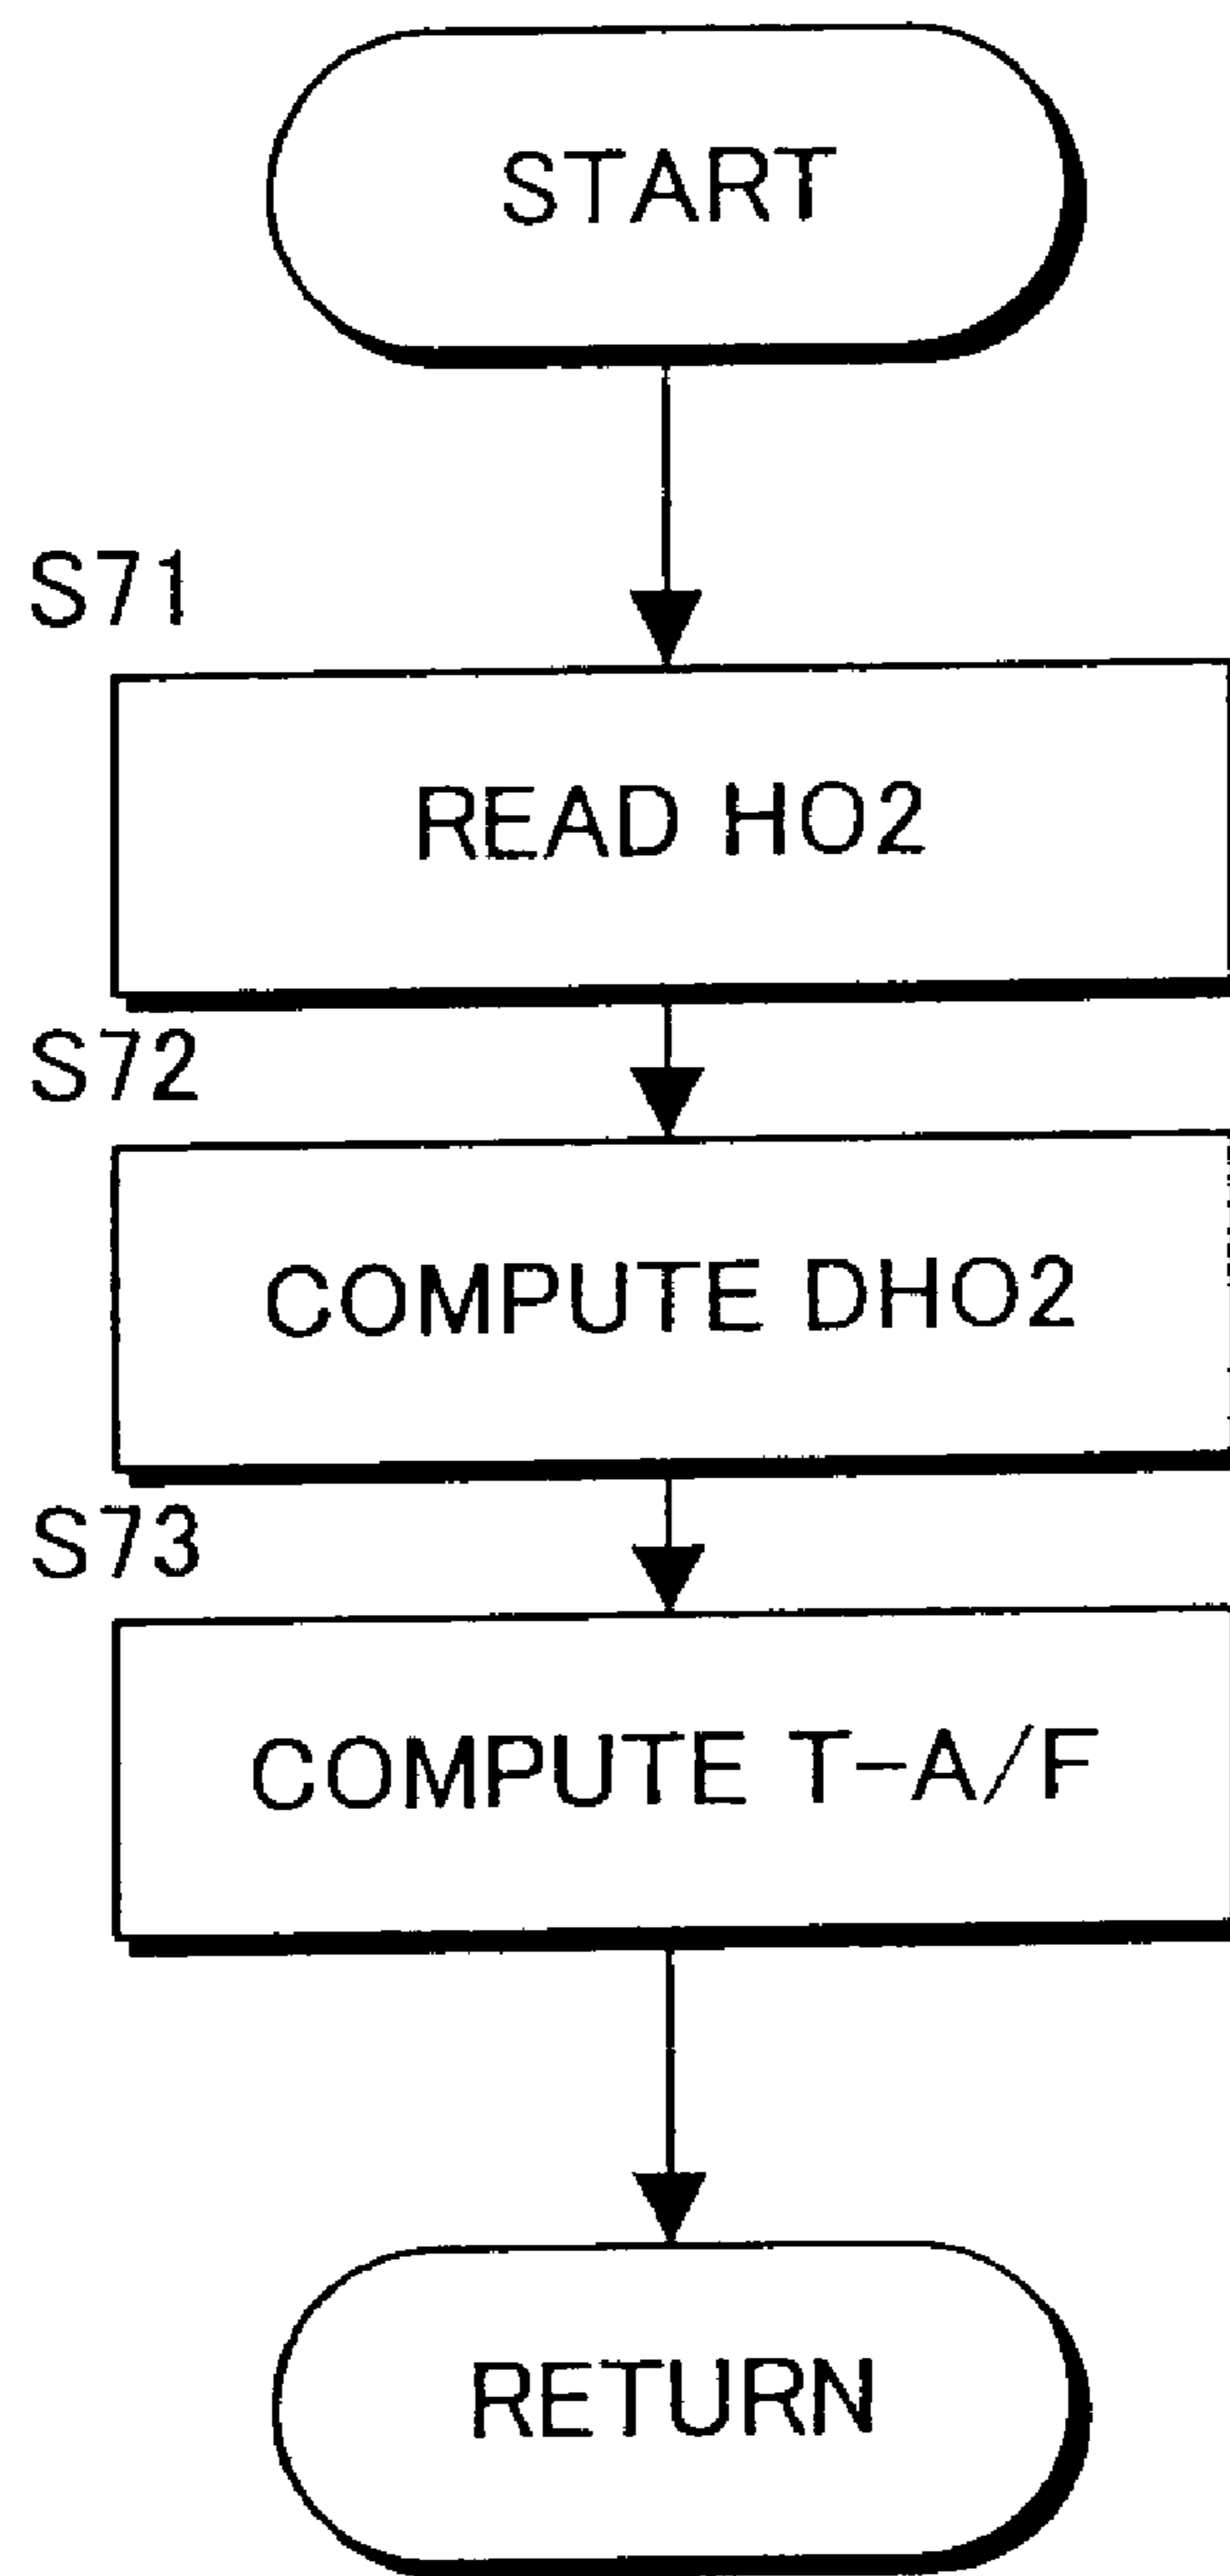 START
S71
READ HO2
S72
COMPUTE DHO2
S73
COMPUTE T-A/F
RETURN